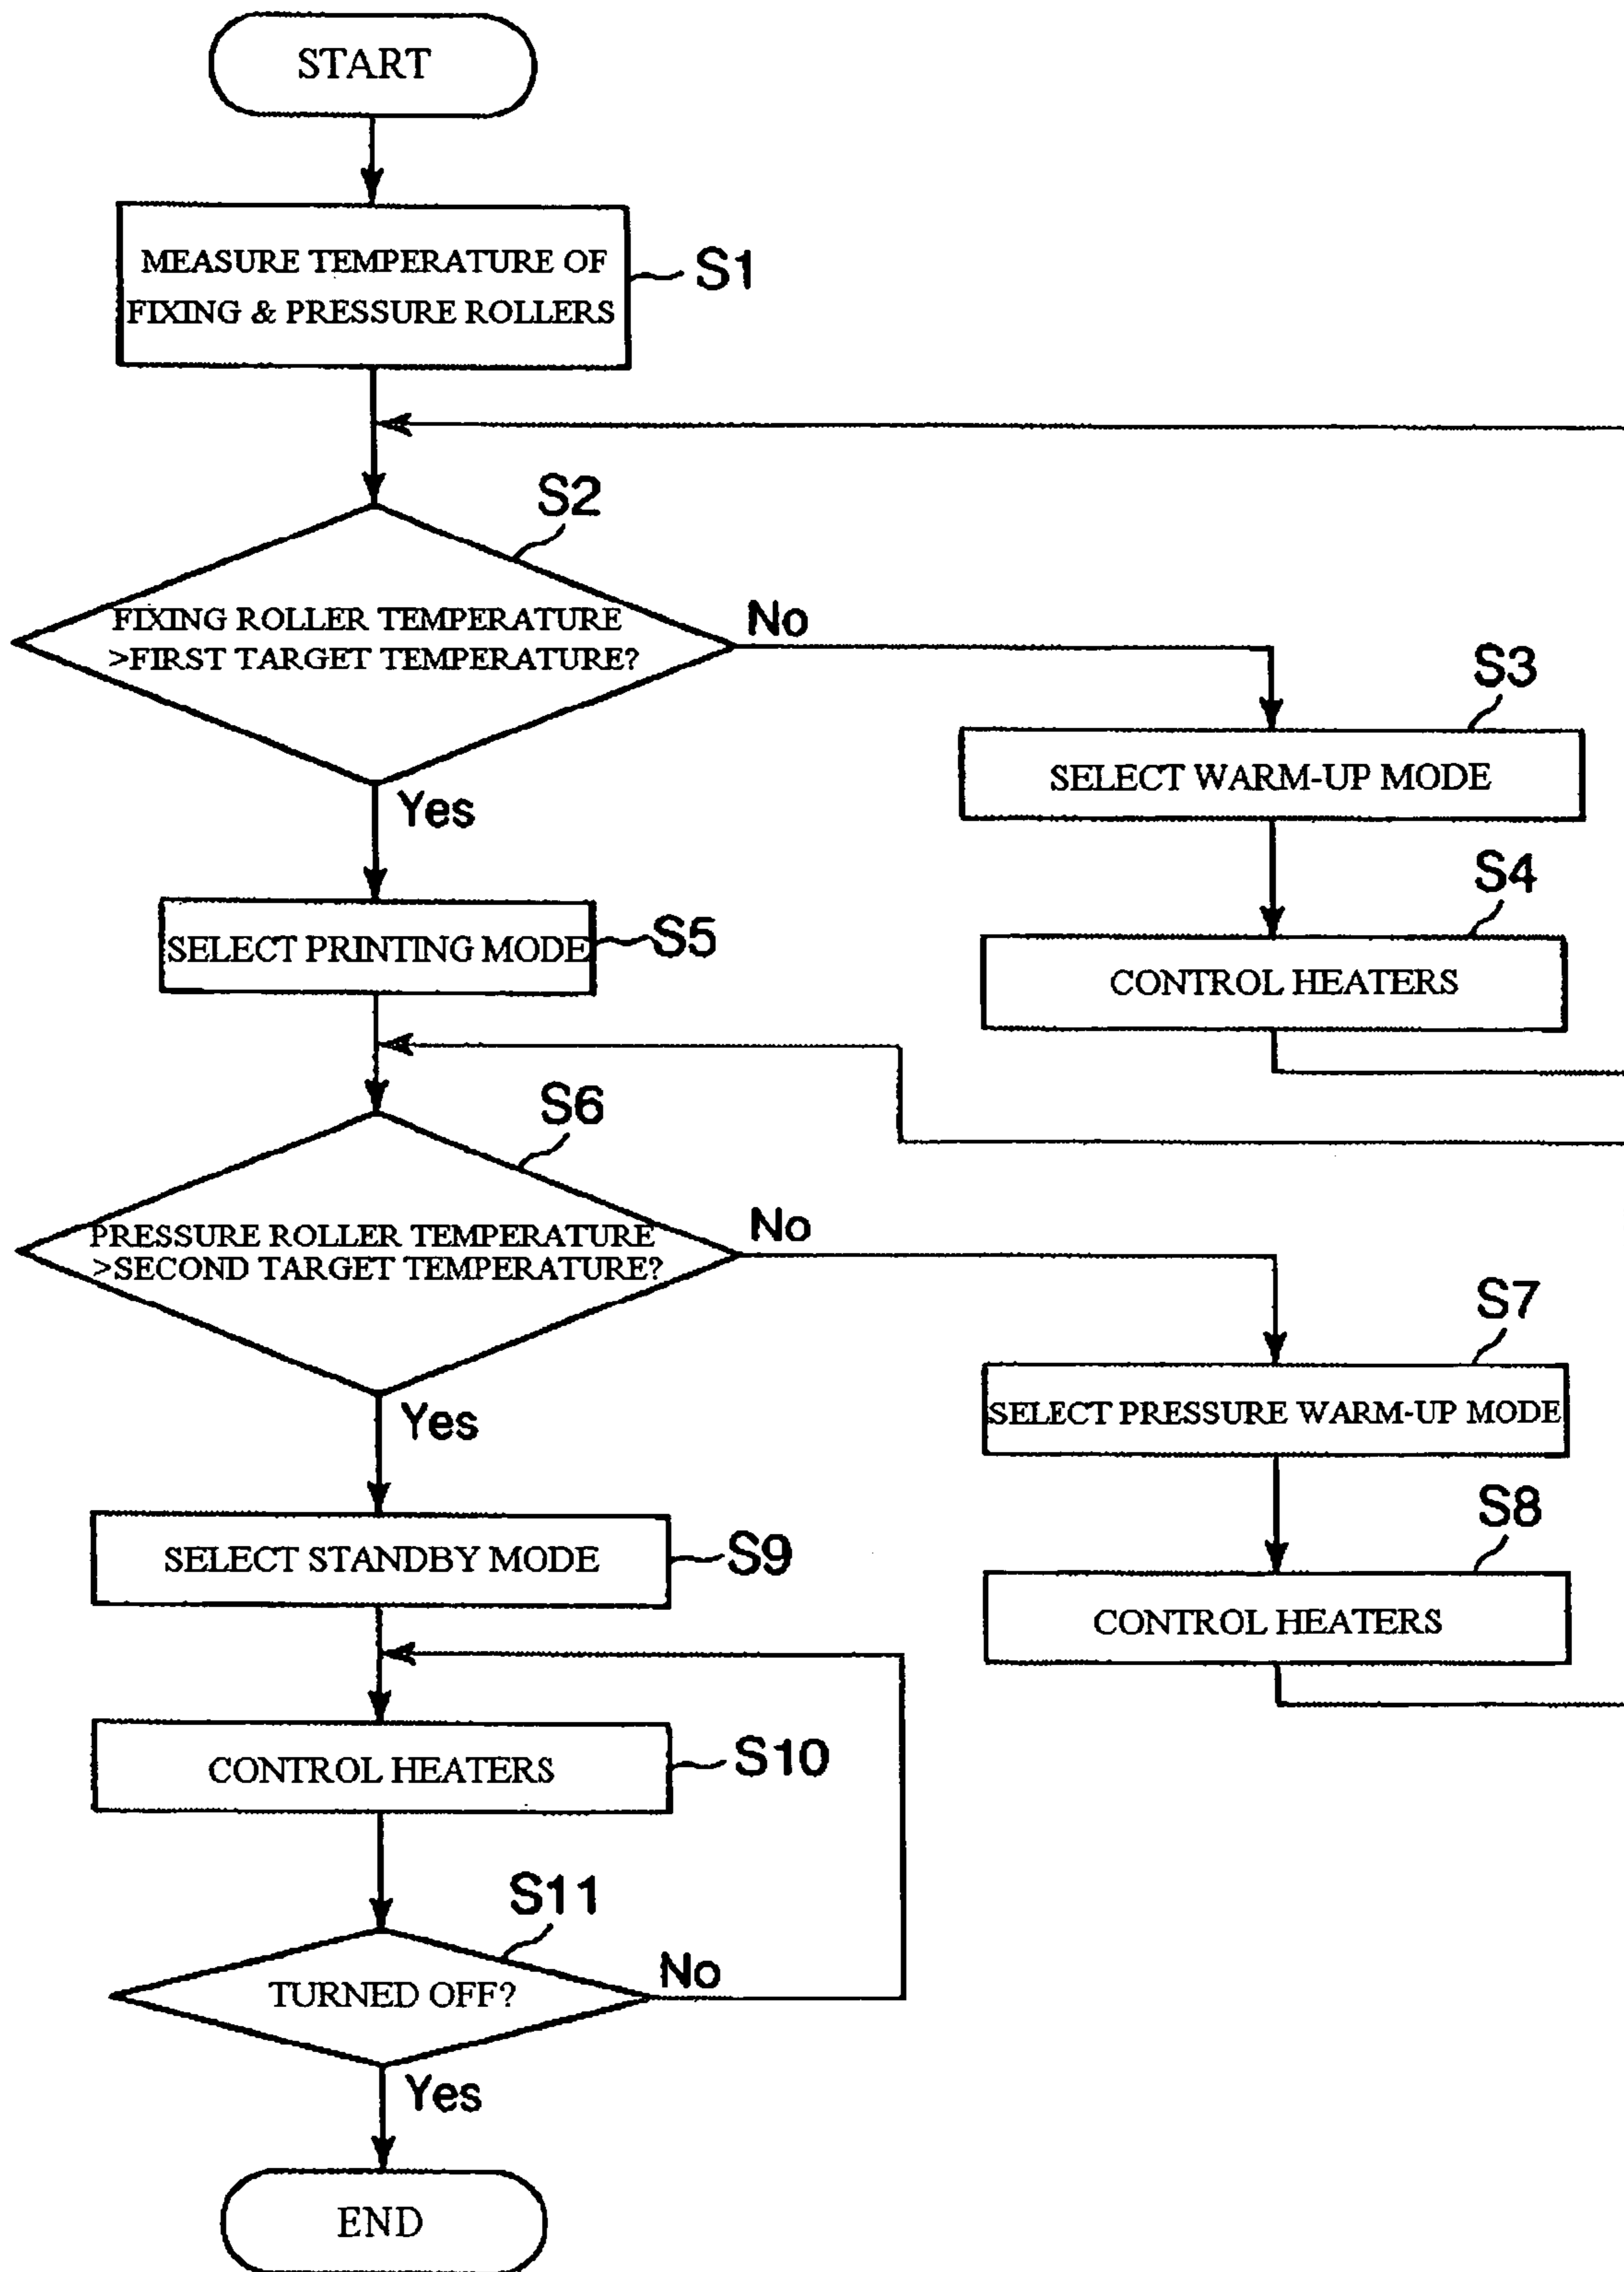 START
MEASURE TEMPERATURE OF
FIXING & PRESSURE ROLLERS
S1
S2
FIXING ROLLER TEMPERATURE
>FIRST TARGET TEMPERATURE?
No
Yes
S3
SELECT WARM-UP MODE
S4
CONTROL HEATERS
SELECT PRINTING MODE
S5
S6
PRESSURE ROLLER TEMPERATURE
>SECOND TARGET TEMPERATURE?
No
Yes
S7
SELECT PRESSURE WARM-UP MODE
S8
CONTROL HEATERS
SELECT STANDBY MODE
S9
CONTROL HEATERS
S10
S11
TURNED OFF?
No
Yes
END